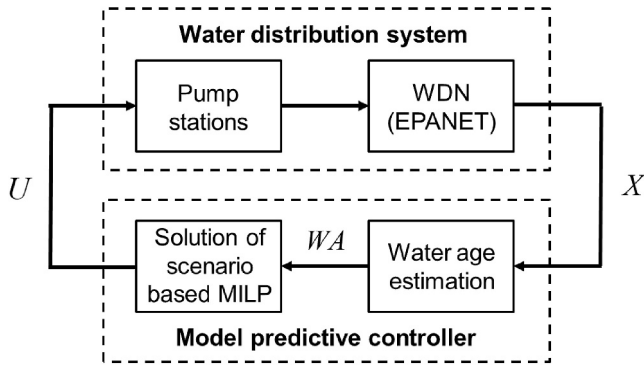 Water distribution system
Pump
stations
WDN
(EPANET)
U
X
Solution of
scenario
based MILP
WA
Water age
estimation
Model predictive controller